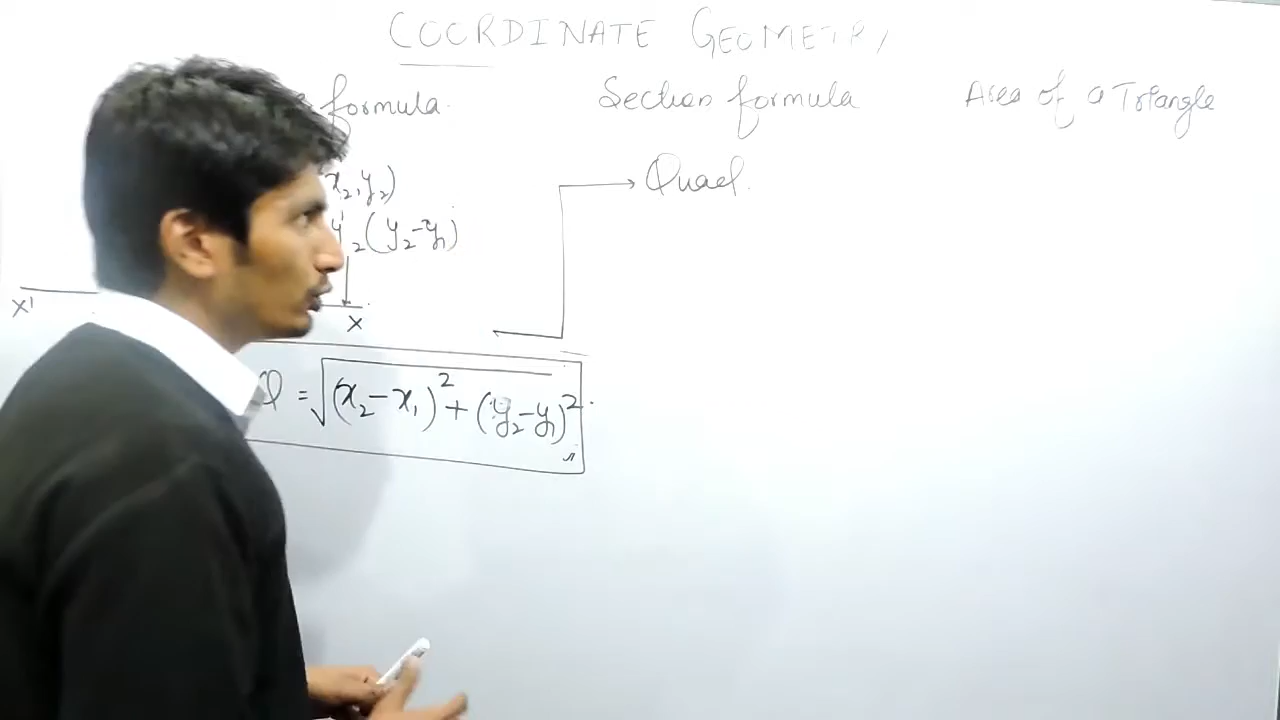 COORDINATE GEOMETRY
formula. Section formula Area of a Triangle
x₂, y₂) Quad.
y₂(y₂-y₁)
X'
X
Q = √(x₂-x₁)² + (y₂-y₁)²